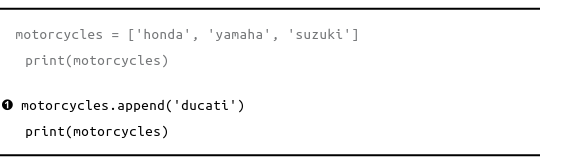 motorcycles = ['honda', 'yamaha', 'suzuki']
print(motorcycles)
❶ motorcycles.append('ducati')
print(motorcycles)